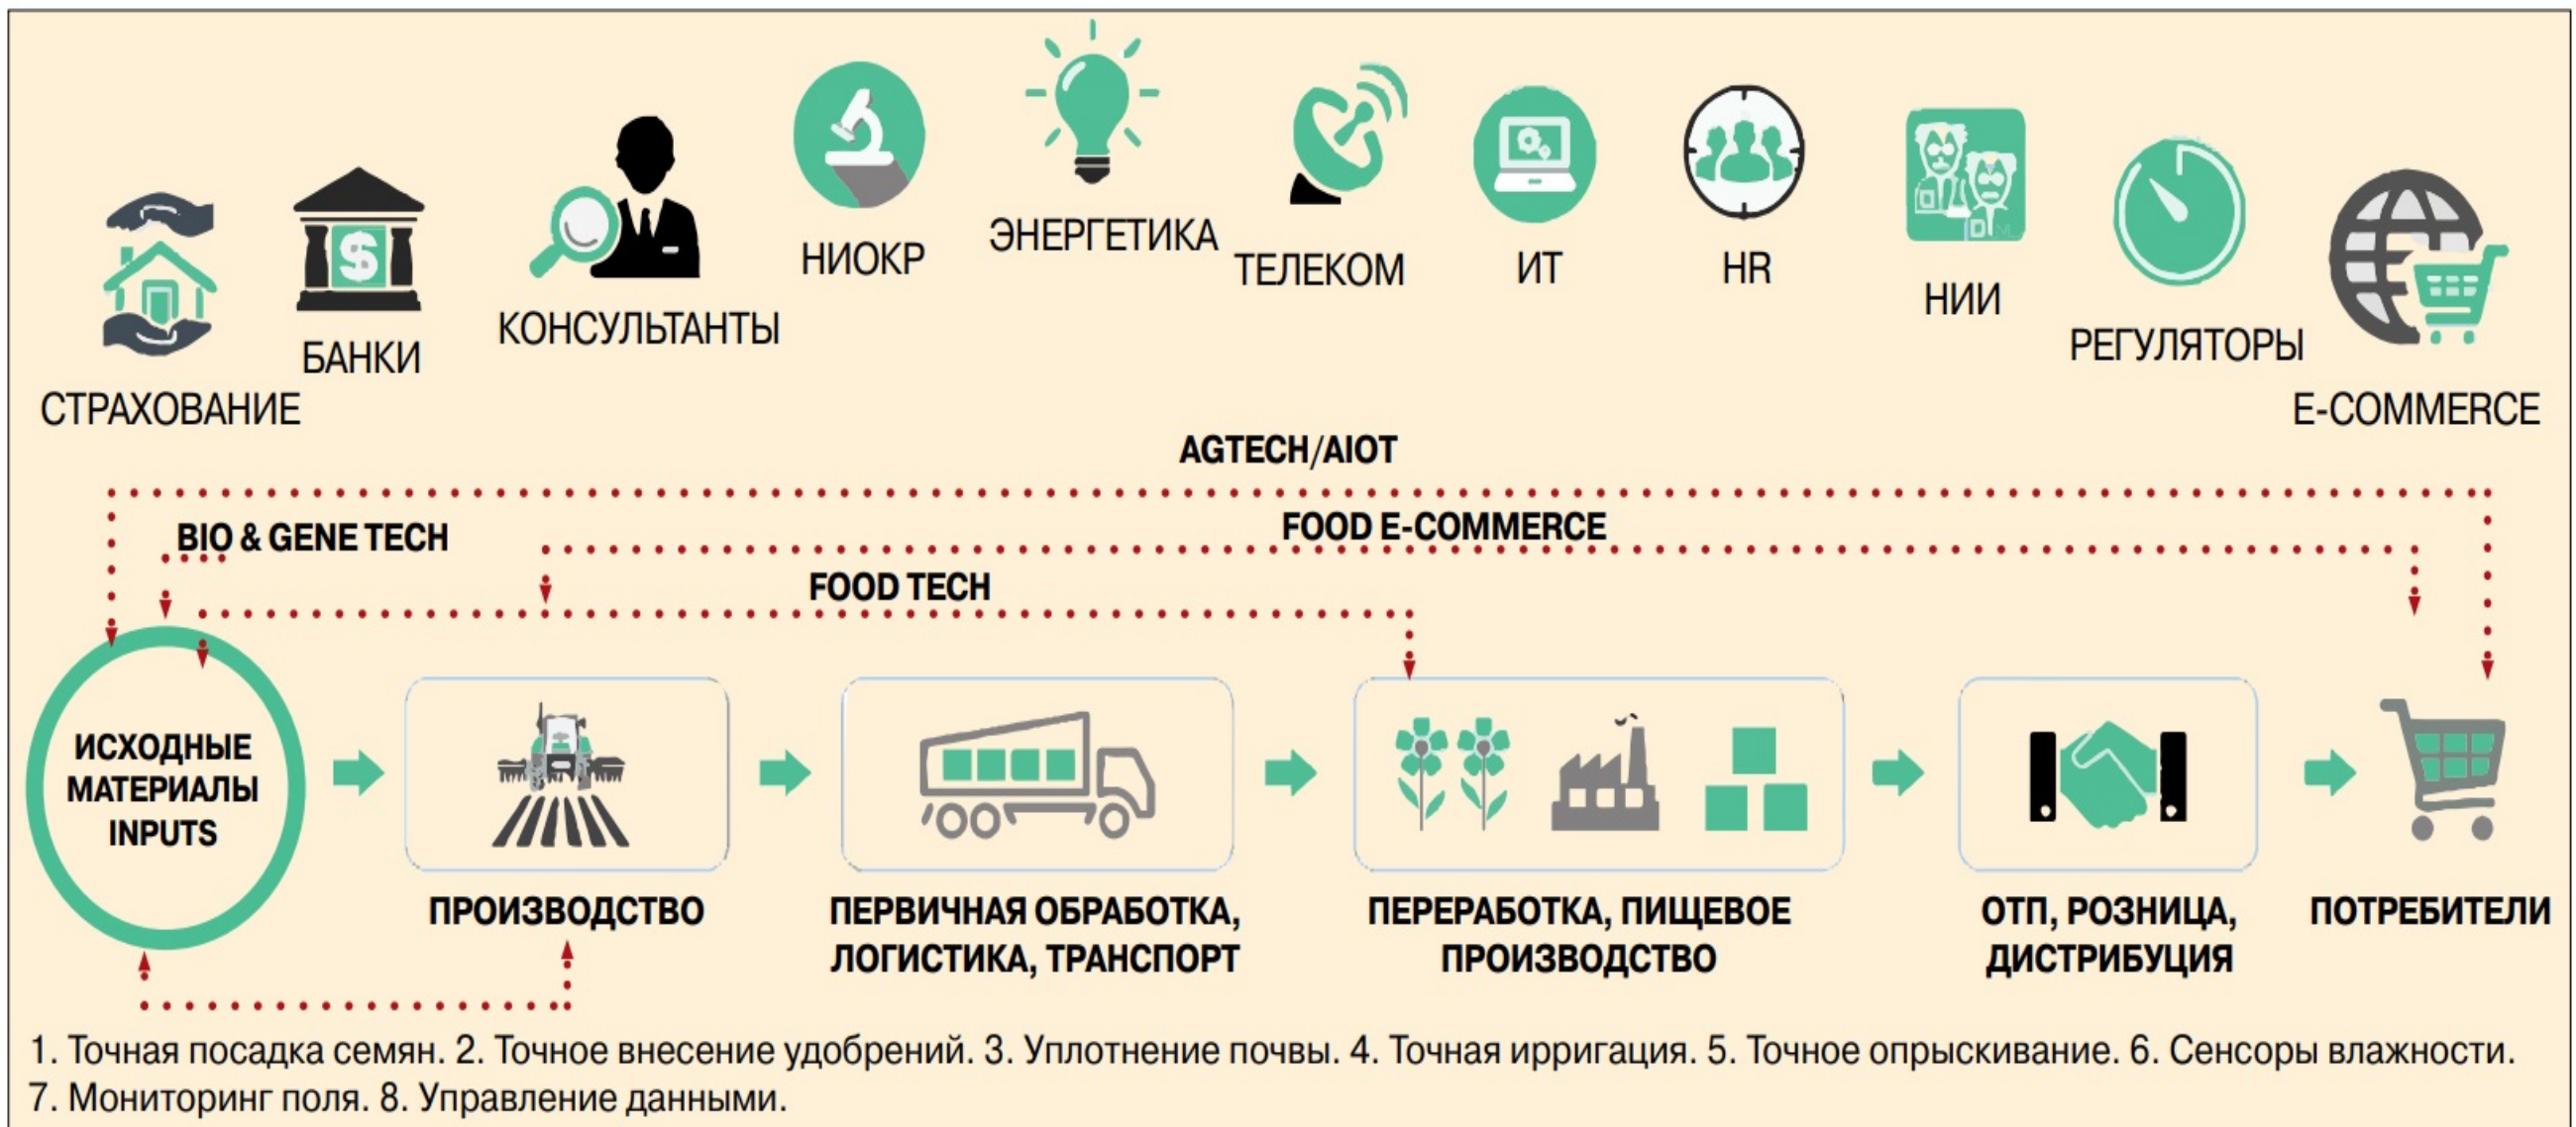 СТРАХОВАНИЕ
БАНКИ
КОНСУЛЬТАНТЫ
НИОКР
ЭНЕРГЕТИКА
ТЕЛЕКОМ
ИТ
HR
НИИ
РЕГУЛЯТОРЫ
E-COMMERCE
AGTECH/AIOT
BIO & GENE TECH
FOOD E-COMMERCE
FOOD TECH
ИСХОДНЫЕ
МАТЕРИАЛЫ
INPUTS
ПРОИЗВОДСТВО
ПЕРВИЧНАЯ ОБРАБОТКА,
ЛОГИСТИКА, ТРАНСПОРТ
ПЕРЕРАБОТКА, ПИЩЕВОЕ
ПРОИЗВОДСТВО
ОТП, РОЗНИЦА,
ДИСТРИБУЦИЯ
ПОТРЕБИТЕЛИ
1. Точная посадка семян. 2. Точное внесение удобрений. 3. Уплотнение почвы. 4. Точная ирригация. 5. Точное опрыскивание. 6. Сенсоры влажности.
7. Мониторинг поля. 8. Управление данными.